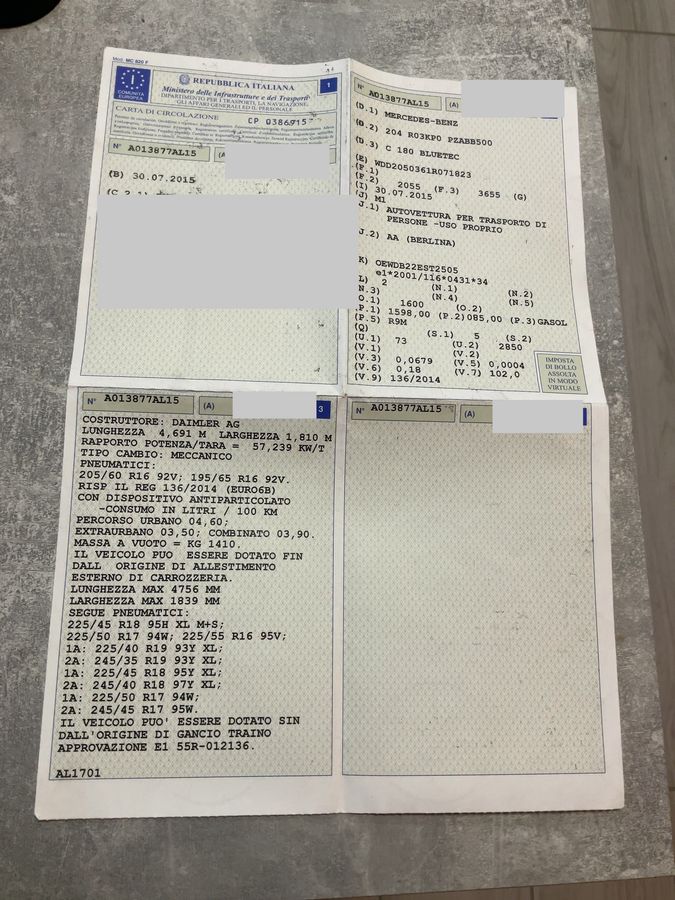 Mod. MC 820 F
COMUNITÀ
EUROPEA
REPUBBLICA ITALIANA
1
Ministero delle Infrastrutture e dei Trasporti
DIPARTIMENTO PER I TRASPORTI, LA NAVIGAZIONE,
GLI AFFARI GENERALI ED IL PERSONALE
CARTA DI CIRCOLAZIONE
CP 0386915
N° A013877AL15
(B) 30.07.2015
N° A013877AL15 (A)
(D.1) MERCEDES-BENZ
(D.2) 204 R03KP0 PZABB500
(D.3) C 180 BLUETEC
(E) WDD2050361R071823
(F.1)
(F.2) 2055 (F.3) 3655 (G)
(I) 30.07.2015
(J) M1
J.1) AUTOVETTURA PER TRASPORTO DI
PERSONE -USO PROPRIO
J.2) AA (BERLINA)
K) OEWDB22EST2505
e1*2001/116*0431*34
L) 2 (N.1) (N.2)
N.3) (N.4) (N.5)
O.1) 1600 (O.2)
P.1) 1598,00 (P.2)085,00 (P.3)GASOL
(P.5) R9M
(Q) (S.1) 5 (S.2)
(U.1) 73 (U.2) 2850
(V.1) (V.2)
(V.3) 0,0679 (V.5) 0,0004
(V.6) 0,18 (V.7) 102,0
(V.9) 136/2014
IMPOSTA
DI BOLLO
ASSOLTA
IN MODO
VIRTUALE
N° A013877AL15 (A) 3
COSTRUTTORE: DAIMLER AG
LUNGHEZZA 4,691 M LARGHEZZA 1,810 M
RAPPORTO POTENZA/TARA = 57,239 KW/T
TIPO CAMBIO: MECCANICO
PNEUMATICI:
205/60 R16 92V; 195/65 R16 92V.
RISP IL REG 136/2014 (EURO6B)
CON DISPOSITIVO ANTIPARTICOLATO
-CONSUMO IN LITRI / 100 KM
PERCORSO URBANO 04,60;
EXTRAURBANO 03,50; COMBINATO 03,90.
MASSA A VUOTO = KG 1410.
IL VEICOLO PUO ESSERE DOTATO FIN
DALL ORIGINE DI ALLESTIMENTO
ESTERNO DI CARROZZERIA.
LUNGHEZZA MAX 4756 MM
LARGHEZZA MAX 1839 MM
SEGUE PNEUMATICI:
225/45 R18 95H XL M+S;
225/50 R17 94W; 225/55 R16 95V;
1A: 225/40 R19 93Y XL;
2A: 245/35 R19 93Y XL;
1A: 225/45 R18 95Y XL;
2A: 245/40 R18 97Y XL;
1A: 225/50 R17 94W;
2A: 245/45 R17 95W.
IL VEICOLO PUO' ESSERE DOTATO SIN
DALL'ORIGINE DI GANCIO TRAINO
APPROVAZIONE E1 55R-012136.
AL1701
N° A013877AL15 (A)